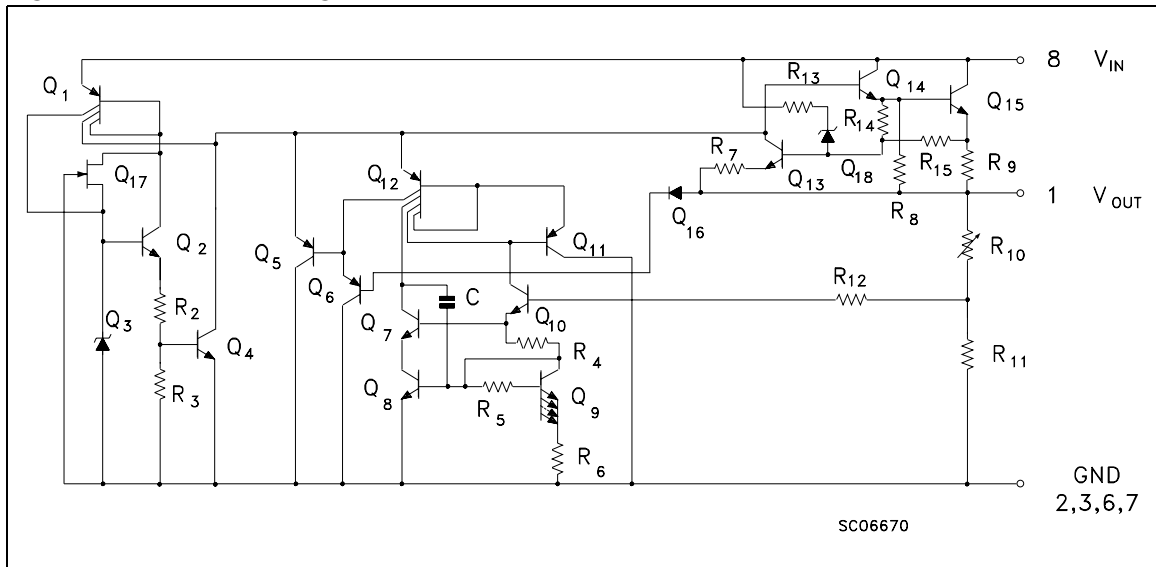 Q1
Q17
Q2
Q3
R2
R3
Q4
Q5
Q6
Q12
Q7
Q8
C
Q10
R4
R5
Q9
R6
Q11
R7
Q16
Q13
R13
Q18
Q14
R14
R15
R8
Q15
R9
R12
R10
R11
8 VIN
1 VOUT
GND
2,3,6,7
SC06670